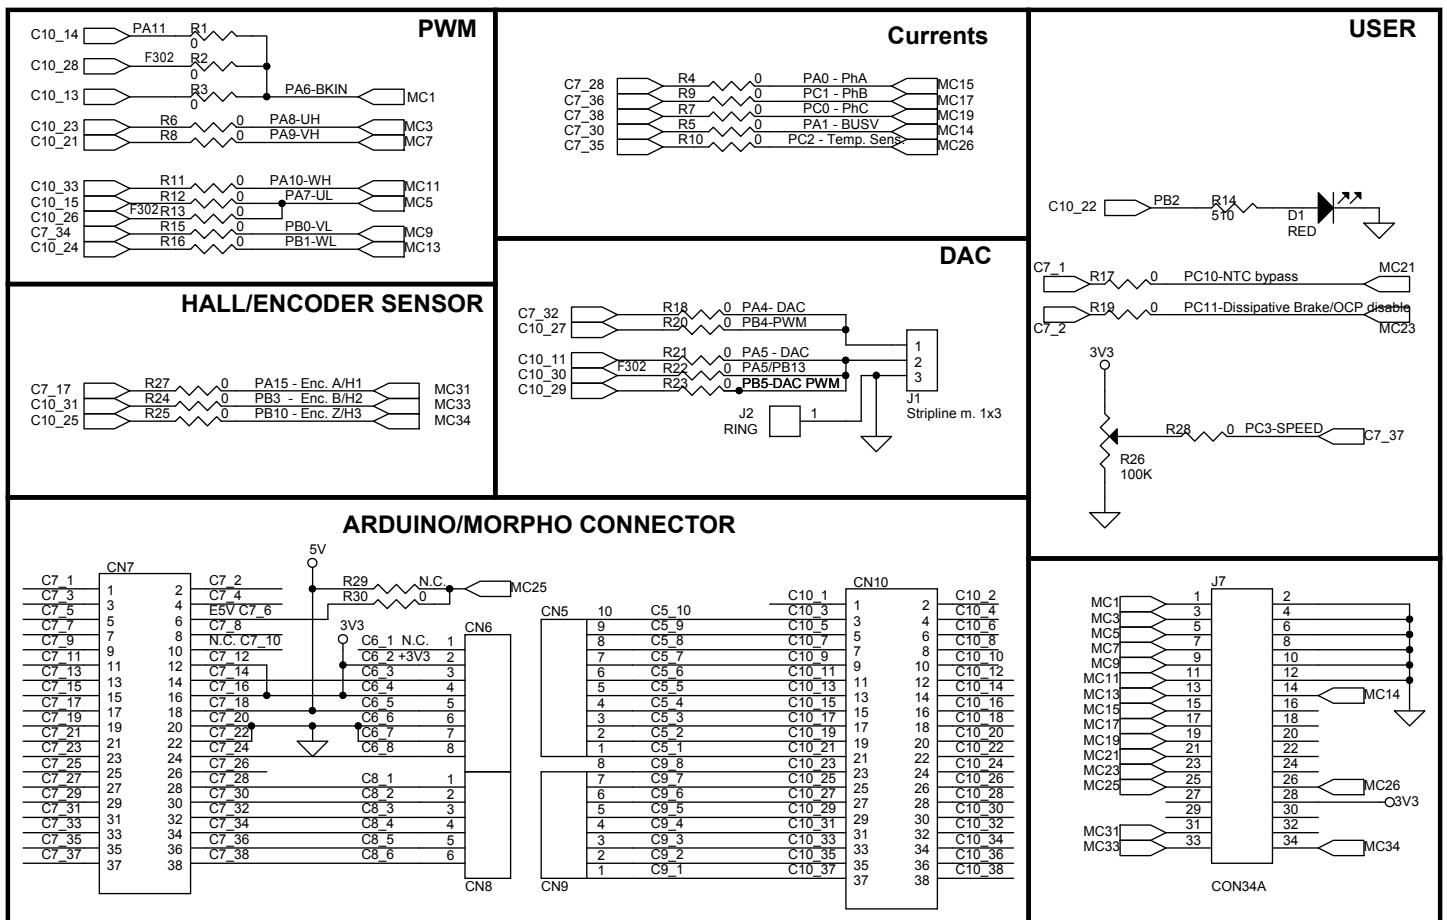 PWM
C10_14 PA11 R1 0
C10_28 F302 R2 0
C10_13 R3 0 PA6-BKIN MC1
C10_23 R6 0 PA8-UH MC3
C10_21 R8 0 PA9-VH MC7
C10_33 R11 0 PA10-WH MC11
C10_15 R12 0 PA7-UL MC5
C10_26 F302 R13 0
C7_34 R15 0 PB0-VL MC9
C10_24 R16 0 PB1-WL MC13
Currents
C7_28 R4 0 PA0 - PhA MC15
C7_36 R9 0 PC1 - PhB MC17
C7_38 R7 0 PC0 - PhC MC19
C7_30 R5 0 PA1 - BUSV MC14
C7_35 R10 0 PC2 - Temp. Sens. MC26
USER
C10_22 PB2 R14 510 D1 RED
C7_1 R17 0 PC10-NTC bypass MC21
C7_2 R19 0 PC11-Dissipative Brake/OCP disable MC23
3V3
R28 0 PC3-SPEED C7_37
R26
100K
HALL/ENCODER SENSOR
C7_17 R27 0 PA15 - Enc. A/H1 MC31
C10_31 R24 0 PB3 - Enc. B/H2 MC33
C10_25 R25 0 PB10 - Enc. Z/H3 MC34
DAC
C7_32 R18 0 PA4- DAC
C10_27 R20 0 PB4-PWM
C10_11 R21 0 PA5 - DAC
C10_30 F302 R22 0 PA5/PB13
C10_29 R23 0 PB5-DAC PWM
1
2
3
J1
Stripline m. 1x3
J2 1
RING
ARDUINO/MORPHO CONNECTOR
5V
CN7
C7_1 1 2 C7_2
C7_3 3 4 C7_4
C7_5 5 6 E5V C7_6
C7_7 7 8 C7_8
C7_9 9 10 N.C. C7_10
C7_11 11 12 C7_12
C7_13 13 14 C7_14
C7_15 15 16 C7_16
C7_17 17 18 C7_18
C7_19 19 20 C7_20
C7_21 21 22 C7_22
C7_23 23 24 C7_24
C7_25 25 26 C7_26
C7_27 27 28 C7_28
C7_29 29 30 C7_30
C7_31 31 32 C7_32
C7_33 33 34 C7_34
C7_35 35 36 C7_36
C7_37 37 38 C7_38
R29 N.C. MC25
R30 0
3V3
CN6
C6_1 N.C. 1
C6_2 +3V3 2
C6_3 3
C6_4 4
C6_5 5
C6_6 6
C6_7 7
C6_8 8
C8_1 1
C8_2 2
C8_3 3
C8_4 4
C8_5 5
C8_6 6
CN8
CN5
10 C5_10
9 C5_9
8 C5_8
7 C5_7
6 C5_6
5 C5_5
4 C5_4
3 C5_3
2 C5_2
1 C5_1
8 C9_8
7 C9_7
6 C9_6
5 C9_5
4 C9_4
3 C9_3
2 C9_2
1 C9_1
CN9
CN10
C10_1 1 2 C10_2
C10_3 3 4 C10_4
C10_5 5 6 C10_6
C10_7 7 8 C10_8
C10_9 9 10 C10_10
C10_11 11 12 C10_12
C10_13 13 14 C10_14
C10_15 15 16 C10_16
C10_17 17 18 C10_18
C10_19 19 20 C10_20
C10_21 21 22 C10_22
C10_23 23 24 C10_24
C10_25 25 26 C10_26
C10_27 27 28 C10_28
C10_29 29 30 C10_30
C10_31 31 32 C10_32
C10_33 33 34 C10_34
C10_35 35 36 C10_36
C10_37 37 38 C10_38
J7
MC1 1 2
MC3 3 4
MC5 5 6
MC7 7 8
MC9 9 10
MC11 11 12
MC13 13 14 MC14
MC15 15 16
MC17 17 18
MC19 19 20
MC21 21 22
MC23 23 24
MC25 25 26 MC26
27 28 3V3
29 30
MC31 31 32
MC33 33 34 MC34
CON34A